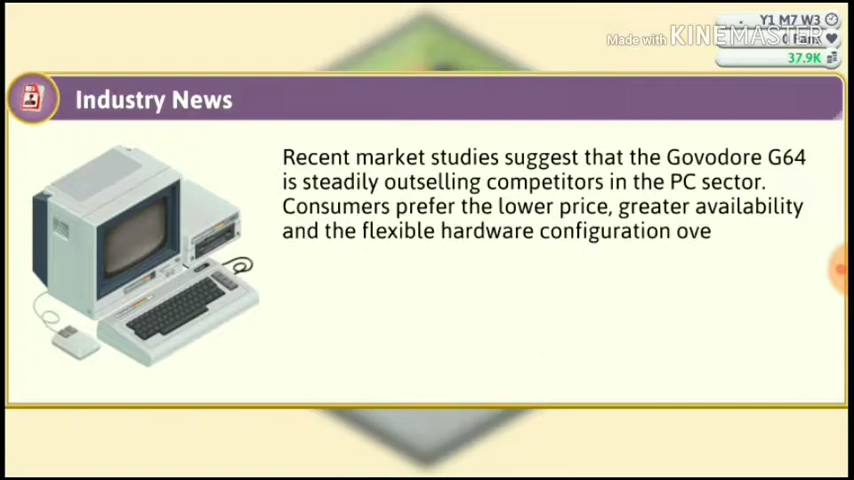 Y1 M7 W3
0 Fans
Made with KINEMASTER
37.9K
Industry News
Recent market studies suggest that the Govodore G64
is steadily outselling competitors in the PC sector.
Consumers prefer the lower price, greater availability
and the flexible hardware configuration ove